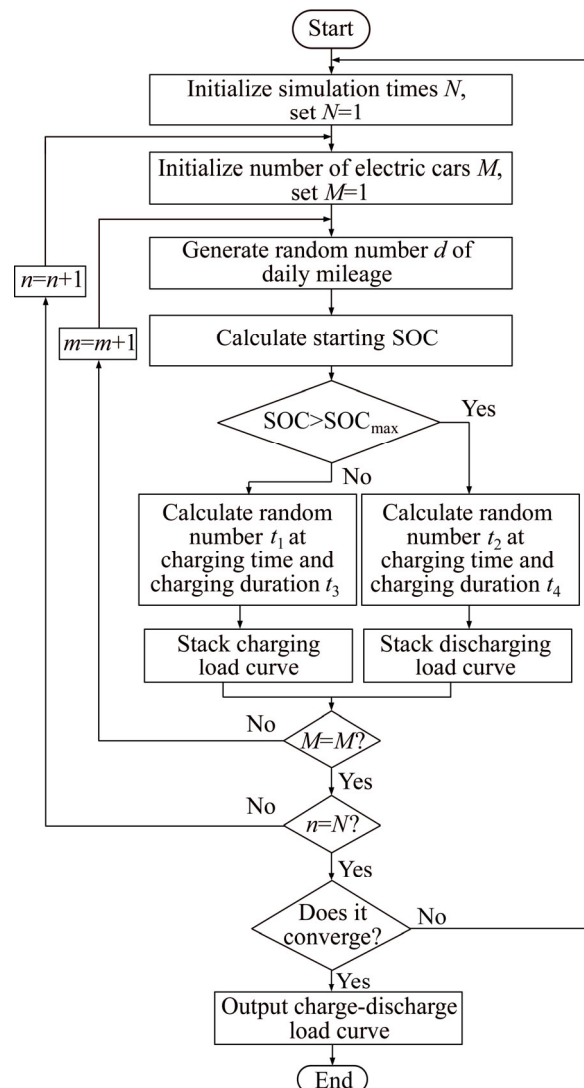 Start
Initialize simulation times N,
set N=1
Initialize number of electric cars M,
set M=1
Generate random number d of
daily mileage
n=n+1
m=m+1
Calculate starting SOC
SOC>SOCmax
Yes
No
Calculate random
number t1 at
charging time and
charging duration t3
Calculate random
number t2 at
charging time and
charging duration t4
Stack charging
load curve
Stack discharging
load curve
No
M=M?
Yes
No
n=N?
Yes
Does it
converge?
No
Yes
Output charge-discharge
load curve
End